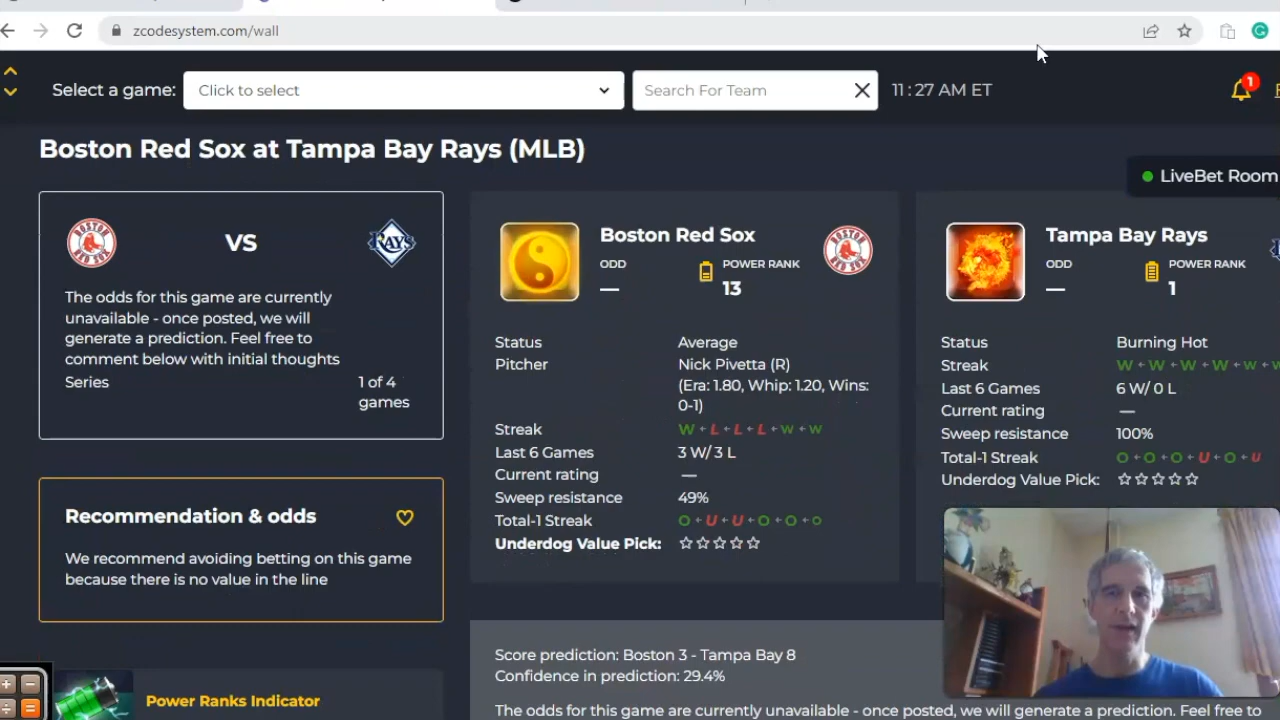 zcodesystem.com/wall
Select a game:
Click to select
Search For Team
11:27 AM ET
1
Boston Red Sox at Tampa Bay Rays (MLB)
LiveBet Room
BOSTON
RED SOX
VS
RAYS
The odds for this game are currently
unavailable - once posted, we will
generate a prediction. Feel free to
comment below with initial thoughts
Series
1 of 4
games
Recommendation & odds
We recommend avoiding betting on this game
because there is no value in the line
Power Ranks Indicator
Boston Red Sox
ODD
—
POWER RANK
13
BOSTON
RED SOX
Status
Average
Pitcher
Nick Pivetta (R)
(Era: 1.80, Whip: 1.20, Wins:
0-1)
Streak
W L L L W W
Last 6 Games
3 W/ 3 L
Current rating
—
Sweep resistance
49%
Total-1 Streak
O U U O O O
Underdog Value Pick:
Tampa Bay Rays
ODD
—
POWER RANK
1
Status
Burning Hot
Streak
W W W W W W
Last 6 Games
6 W/ 0 L
Current rating
—
Sweep resistance
100%
Total-1 Streak
O O O U O U
Underdog Value Pick:
Score prediction: Boston 3 - Tampa Bay 8
Confidence in prediction: 29.4%
The odds for this game are currently unavailable - once posted, we will generate a prediction. Feel free to